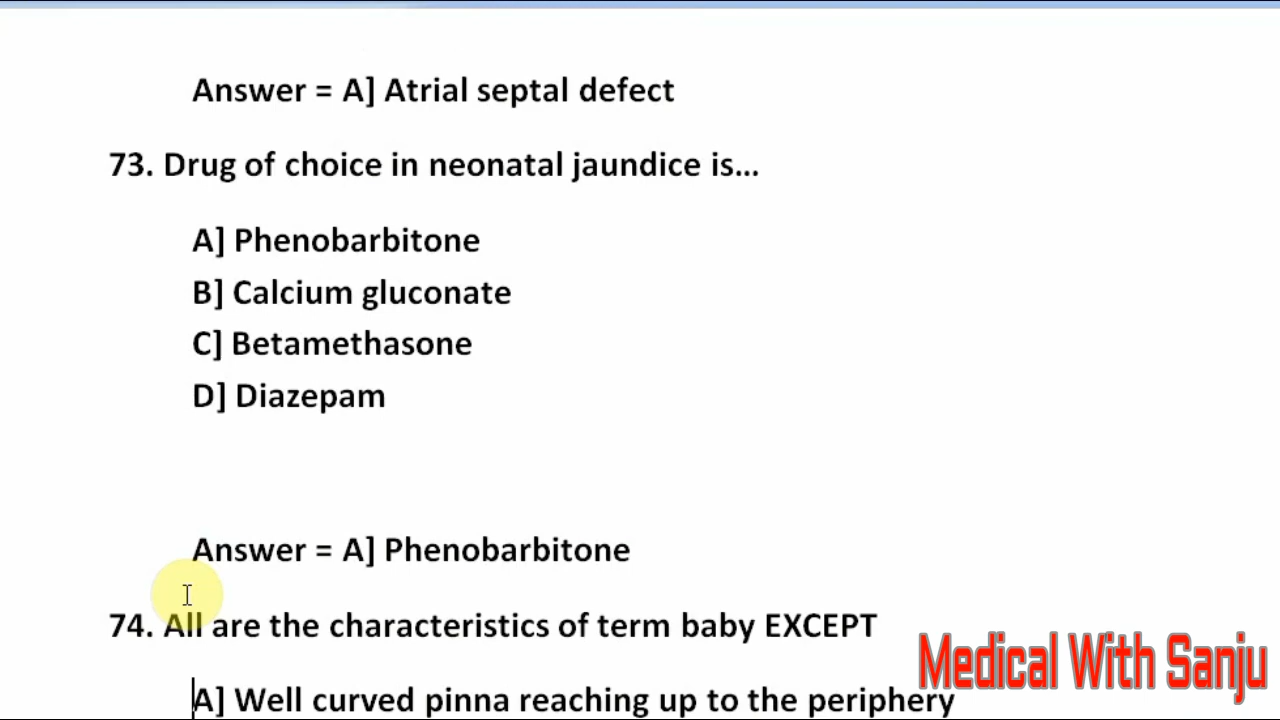 Answer = A] Atrial septal defect
73. Drug of choice in neonatal jaundice is...
A] Phenobarbitone
B] Calcium gluconate
C] Betamethasone
D] Diazepam
Answer = A] Phenobarbitone
74. All are the characteristics of term baby EXCEPT
A] Well curved pinna reaching up to the periphery
Medical With Sanju